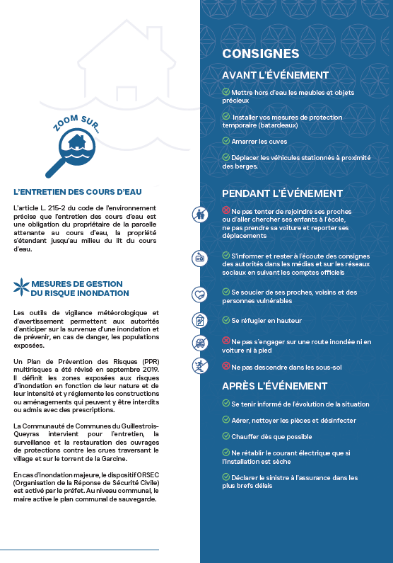 ZOOM SUR...
L'ENTRETIEN DES COURS D'EAU
L'article L. 215-2 du code de l'environnement
précise que l'entretien des cours d'eau est
une obligation du propriétaire de la parcelle
attenante au cours d'eau, la propriété
s'étendant jusqu'au milieu du lit du cours
d'eau.
MESURES DE GESTION
DU RISQUE INONDATION
Les outils de vigilance météorologique et
d'avertissement permettent aux autorités
d'anticiper sur la survenue d'une inondation et
de prévenir, en cas de danger, les populations
exposées.
Un Plan de Prévention des Risques (PPR)
multirisques a été révisé en septembre 2019.
Il définit les zones exposées aux risques
d'inondation en fonction de leur nature et de
leur intensité et y réglemente les constructions
ou aménagements qui peuvent y être interdits
ou admis avec des prescriptions.
La Communauté de Communes du Guillestrois-
Queyras intervient pour l'entretien, la
surveillance et la restauration des ouvrages
de protections contre les crues traversant le
village et sur le torrent de la Garcine.
En cas d'inondation majeure, le dispositif ORSEC
(Organisation de la Réponse de Sécurité Civile)
est activé par le préfet. Au niveau communal, le
maire active le plan communal de sauvegarde.
CONSIGNES
AVANT L'ÉVÉNEMENT
Mettre hors d'eau les meubles et objets
précieux
Installer vos mesures de protection
temporaire (batardeaux)
Amarrer les cuves
Déplacer les véhicules stationnés à proximité
des berges.
PENDANT L'ÉVÉNEMENT
Ne pas tenter de rejoindre ses proches
ou d'aller chercher ses enfants à l'école,
ne pas prendre sa voiture et reporter ses
déplacements
S'informer et rester à l'écoute des consignes
des autorités dans les médias et sur les réseaux
sociaux en suivant les comptes officiels
Se soucier de ses proches, voisins et des
personnes vulnérables
Se réfugier en hauteur
Ne pas s'engager sur une route inondée ni en
voiture ni à pied
Ne pas descendre dans les sous-sol
APRÈS L'ÉVÉNEMENT
Se tenir informé de l'évolution de la situation
Aérer, nettoyer les pièces et désinfecter
Chauffer dès que possible
Ne rétablir le courant électrique que si
l'installation est sèche
Déclarer le sinistre à l'assurance dans les
plus brefs délais